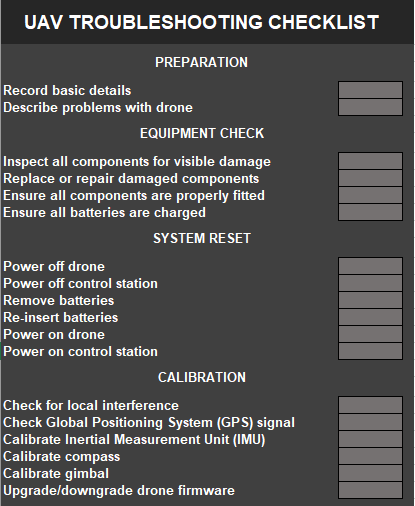 UAV TROUBLESHOOTING CHECKLIST
PREPARATION
Record basic details
Describe problems with drone
EQUIPMENT CHECK
Inspect all components for visible damage
Replace or repair damaged components
Ensure all components are properly fitted
Ensure all batteries are charged
SYSTEM RESET
Power off drone
Power off control station
Remove batteries
Re-insert batteries
Power on drone
Power on control station
CALIBRATION
Check for local interference
Check Global Positioning System (GPS) signal
Calibrate Inertial Measurement Unit (IMU)
Calibrate compass
Calibrate gimbal
Upgrade/downgrade drone firmware